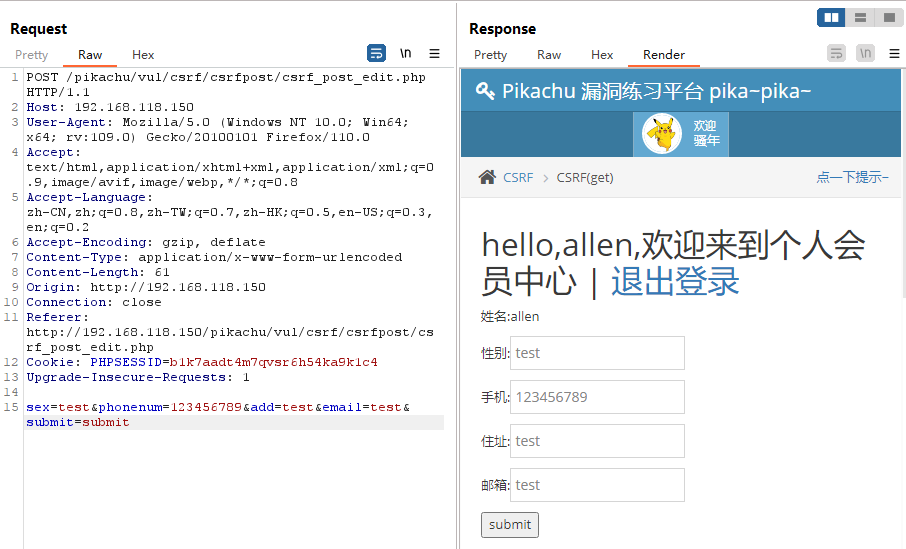 Request
Pretty Raw Hex
\n
1 POST /pikachu/vul/csrf/csrfpost/csrf_post_edit.php
HTTP/1.1
2 Host: 192.168.118.150
3 User-Agent: Mozilla/5.0 (Windows NT 10.0; Win64;
x64; rv:109.0) Gecko/20100101 Firefox/110.0
4 Accept:
text/html,application/xhtml+xml,application/xml;q=0
.9,image/avif,image/webp,*/*;q=0.8
5 Accept-Language:
zh-CN,zh;q=0.8,zh-TW;q=0.7,zh-HK;q=0.5,en-US;q=0.3,
en;q=0.2
6 Accept-Encoding: gzip, deflate
7 Content-Type: application/x-www-form-urlencoded
8 Content-Length: 61
9 Origin: http://192.168.118.150
10 Connection: close
11 Referer:
http://192.168.118.150/pikachu/vul/csrf/csrfpost/cs
rf_post_edit.php
12 Cookie: PHPSESSID=b1k7aadt4m7qvsr6h54ka9k1c4
13 Upgrade-Insecure-Requests: 1
14
15 sex=test&phonenum=123456789&add=test&email=test&
submit=submit
Response
Pretty Raw Hex Render
\n
Pikachu 漏洞练习平台 pika~pika~
欢迎
骚年
CSRF > CSRF(get)
点一下提示~
hello,allen,欢迎来到个人会
员中心 | 退出登录
姓名:allen
性别:test
手机:123456789
住址:test
邮箱:test
submit